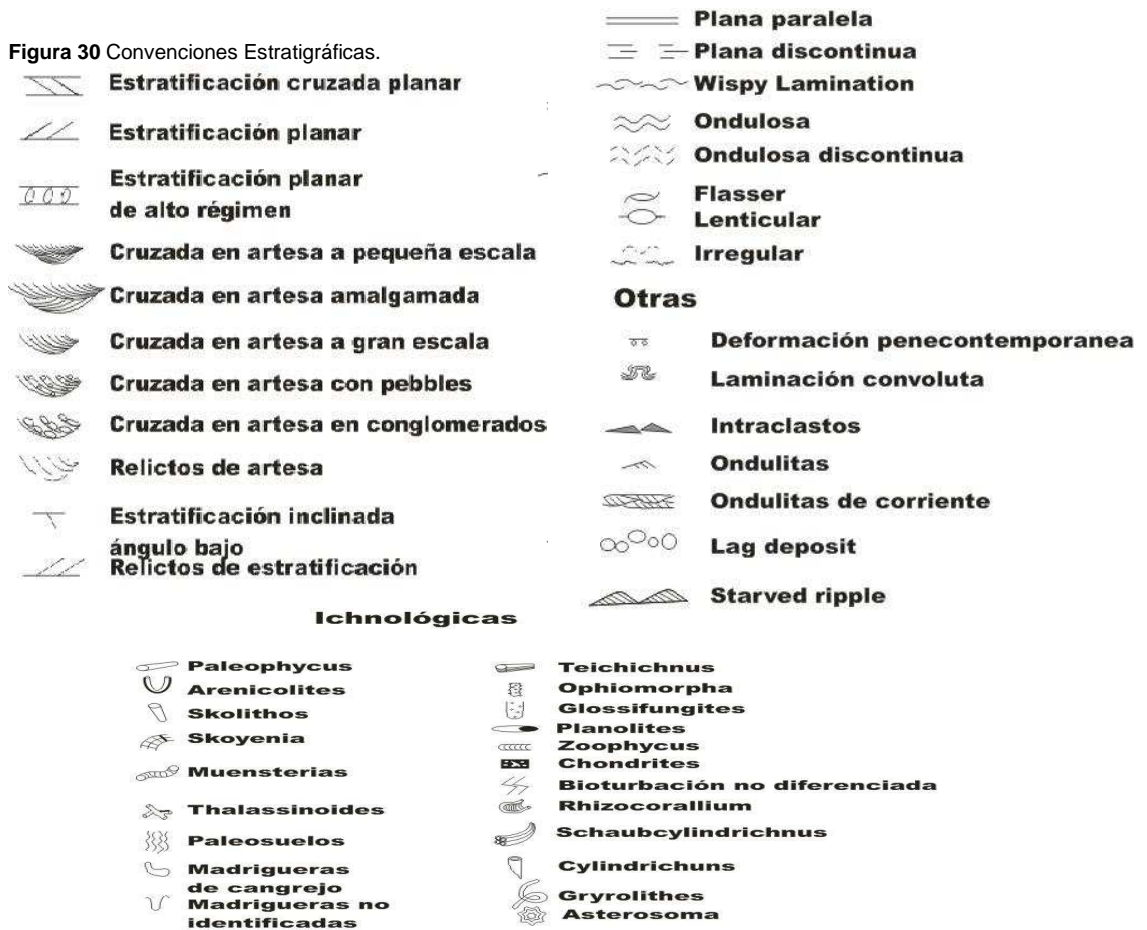 Figura 30 Convenciones Estratigráficas.
Estratificación cruzada planar
Estratificación planar
Estratificación planar
de alto régimen
Cruzada en artesa a pequeña escala
Cruzada en artesa amalgamada
Cruzada en artesa a gran escala
Cruzada en artesa con pebbles
Cruzada en artesa en conglomerados
Relictos de artesa
Estratificación inclinada
ángulo bajo
Relictos de estratificación
Plana paralela
Plana discontinua
Wispy Lamination
Ondulosa
Ondulosa discontinua
Flasser
Lenticular
Irregular
Otras
Deformación penecontemporanea
Laminación convoluta
Intraclastos
Ondulitas
Ondulitas de corriente
Lag deposit
Starved ripple
Ichnológicas
Paleophycus
Arenicolites
Skolithos
Skoyenia
Muensterias
Thalassinoides
Paleosuelos
Madrigueras
de cangrejo
Madrigueras no
identificadas
Teichichnus
Ophiomorpha
Glossifungites
Planolites
Zoophycus
Chondrites
Bioturbación no diferenciada
Rhizocorallium
Schaubcylindrichnus
Cylindrichuns
Gryrolithes
Asterosoma